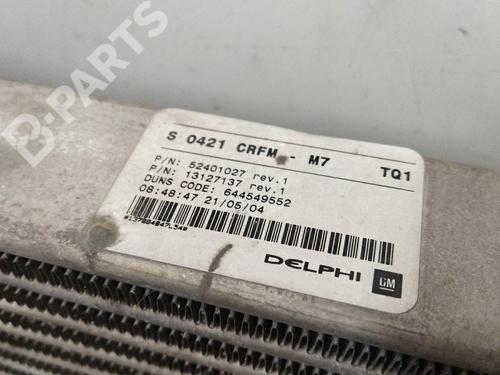 B-PARTS
S 0421 CRFM - M7 TQ1
P/N: 52401027 rev.1
P/N: 13127137 rev.1
DUNS CODE: 644549552
08:48:47 21/05/04
DELPHI GM